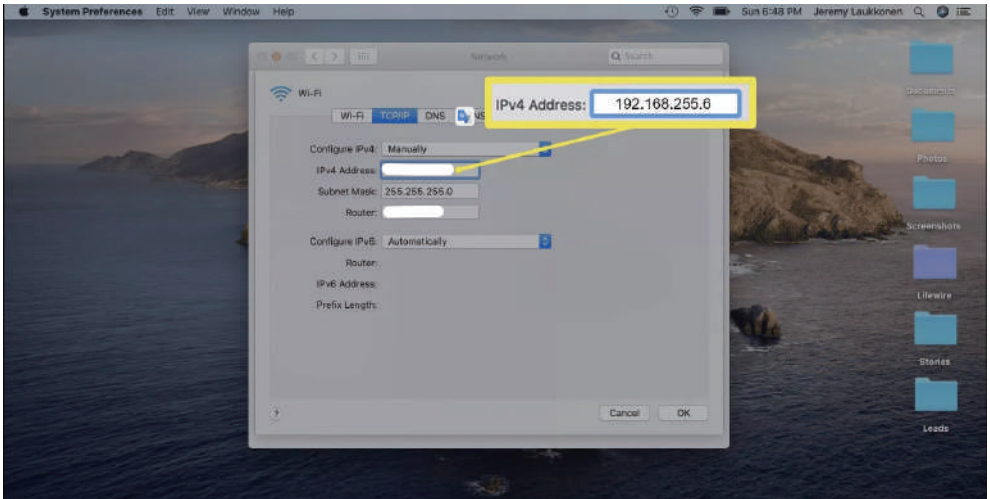 System Preferences Edit View Window Help Sun 6:48 PM Jeremy Laukkonen
Network Search
Wi-Fi
IPv4 Address: 192.168.255.6
Wi-Fi TCP/IP DNS
Configure IPv4: Manually
IPv4 Address:
Subnet Mask: 255.255.255.0
Router:
Configure IPv6: Automatically
Router:
IPv6 Address:
Prefix Length:
? Cancel OK
Documents
Photos
Screenshots
Lifewire
Stories
Leads